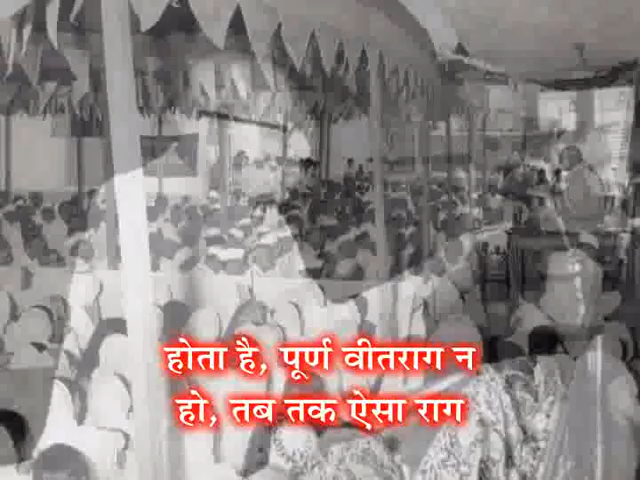 होता है, पूर्ण वीतराग न
हो, तब तक ऐसा राग